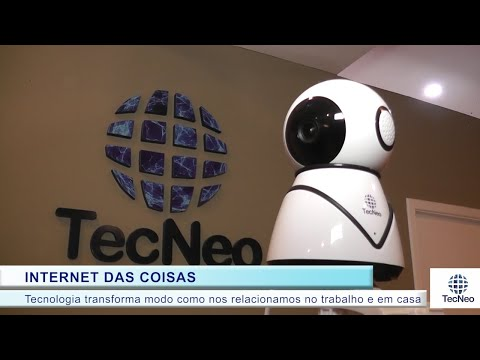 TecNeo
TecNeo
INTERNET DAS COISAS
Tecnologia transforma modo como nos relacionamos no trabalho e em casa
TecNeo